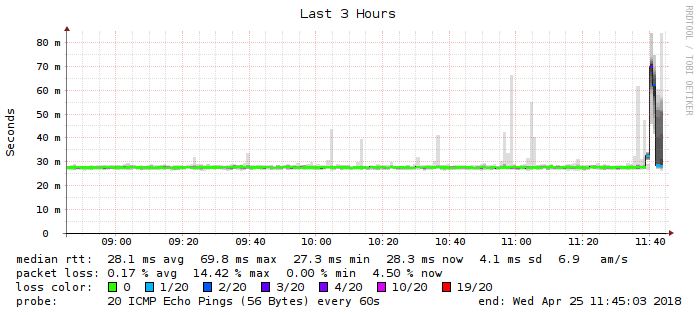 Last 3 Hours
RRDTOOL / TOBI OETIKER
Seconds
80 m
70 m
60 m
50 m
40 m
30 m
20 m
10 m
0
09:00 09:20 09:40 10:00 10:20 10:40 11:00 11:20 11:40
median rtt: 28.1 ms avg 69.8 ms max 27.3 ms min 28.3 ms now 4.1 ms sd 6.9 am/s
packet loss: 0.17 % avg 14.42 % max 0.00 % min 4.50 % now
loss color: 0 1/20 2/20 3/20 4/20 10/20 19/20
probe: 20 ICMP Echo Pings (56 Bytes) every 60s end: Wed Apr 25 11:45:03 2018